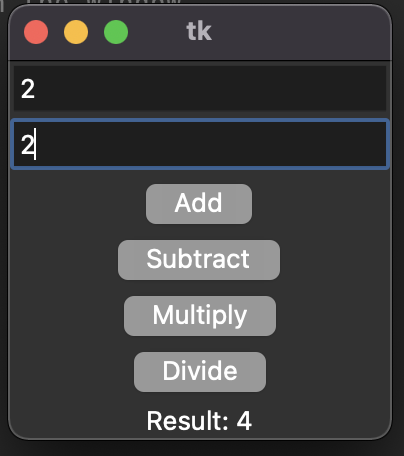 tk
2
2
Add
Subtract
Multiply
Divide
Result: 4